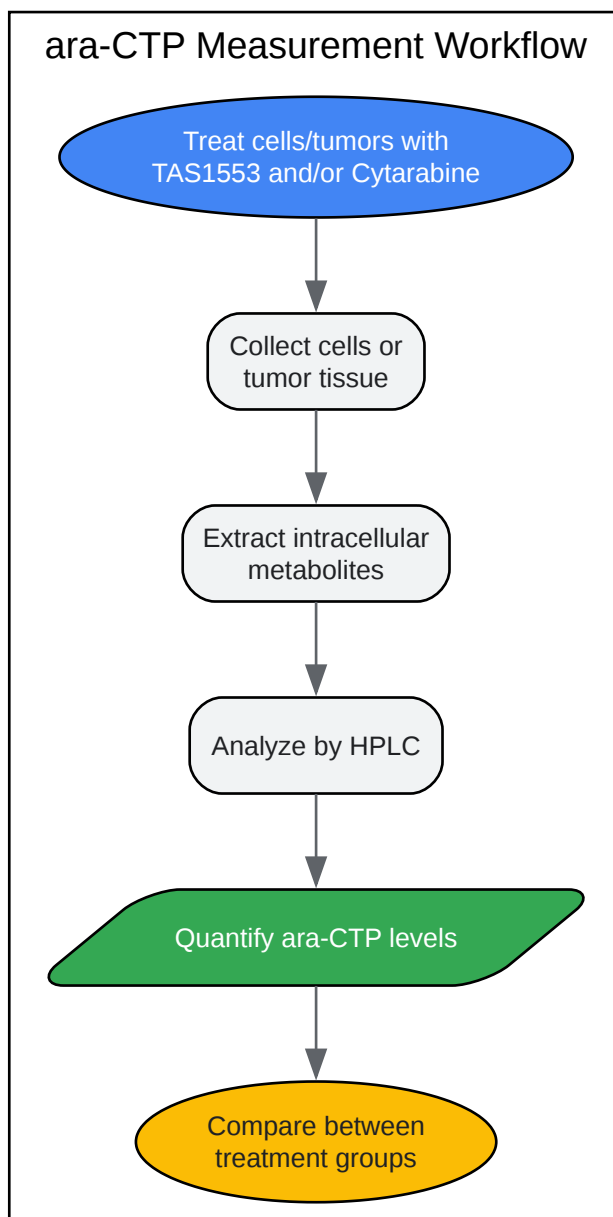 ara-CTP Measurement Workflow
Treat cells/tumors with
TAS1553 and/or Cytarabine
Collect cells or
tumor tissue
Extract intracellular
metabolites
Analyze by HPLC
Quantify ara-CTP levels
Compare between
treatment groups